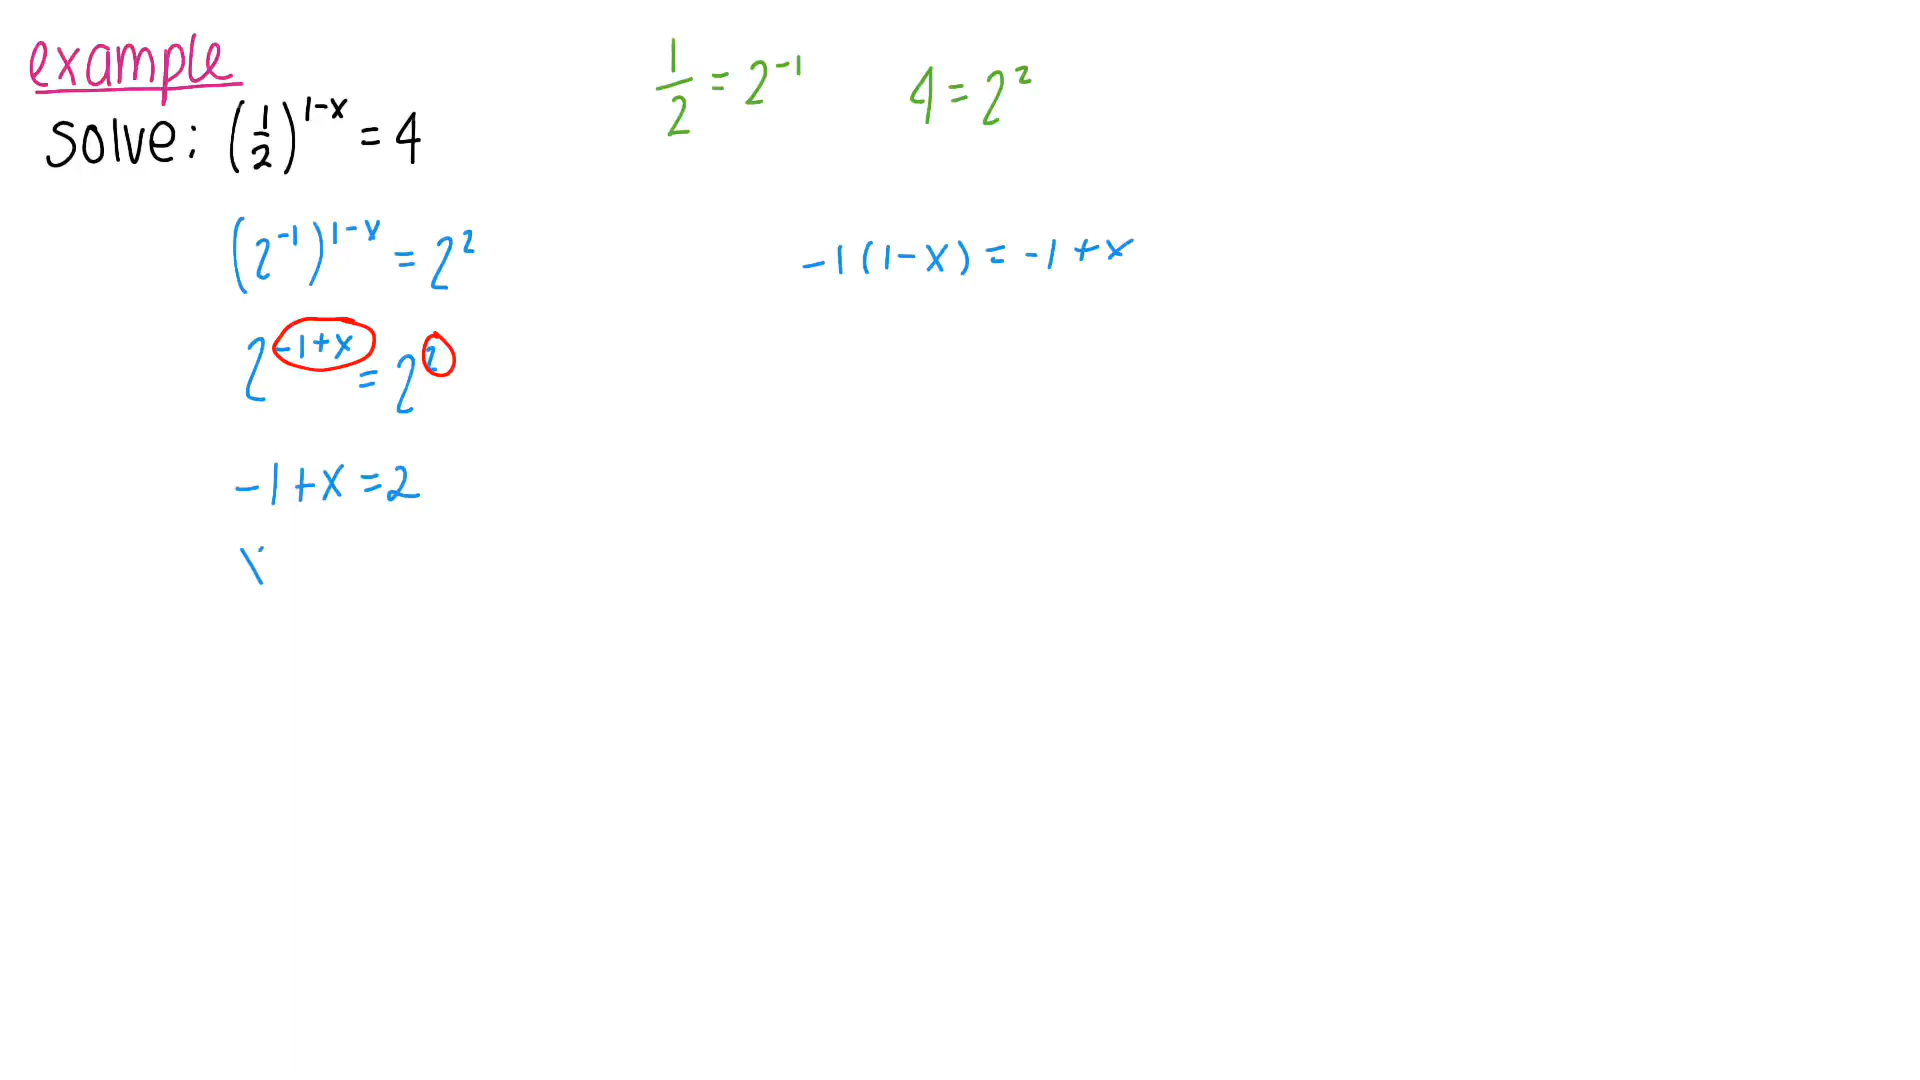 example
solve: (1/2)^(1-x) = 4
1/2 = 2^-1
4 = 2^2
(2^-1)^(1-x) = 2^2
-1(1-x) = -1+x
2^(-1+x) = 2^2
-1+x = 2